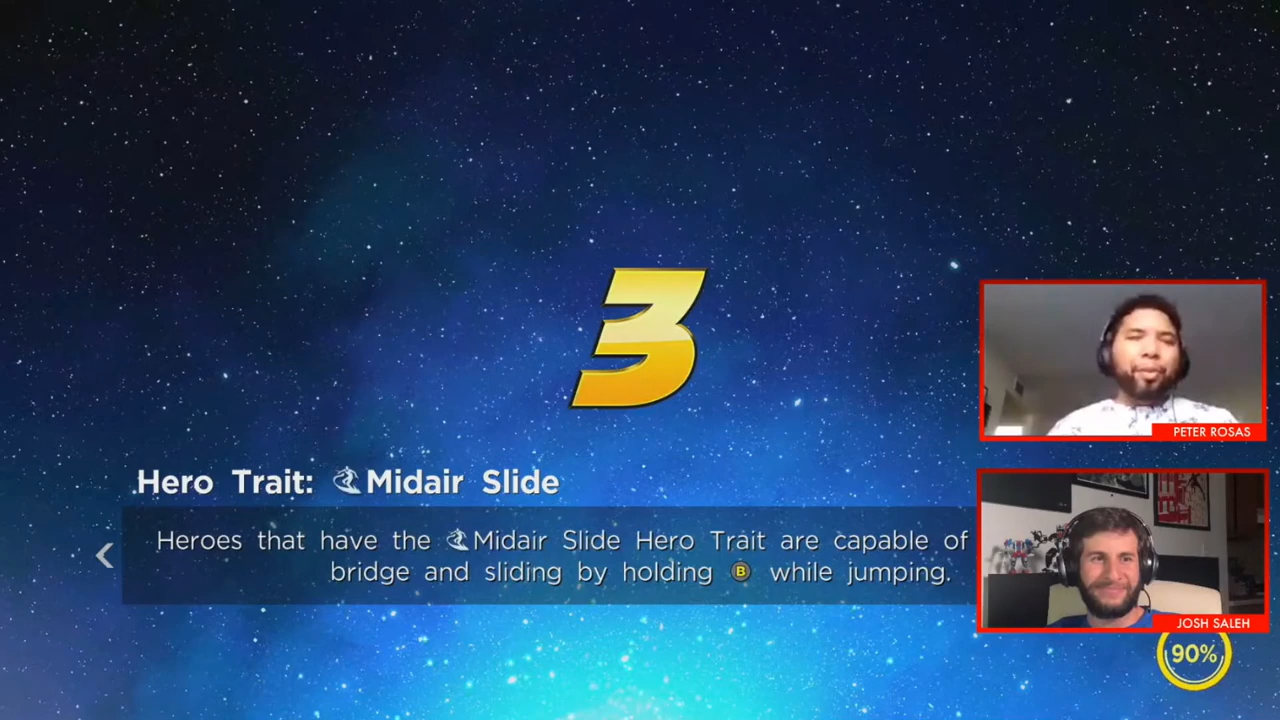 3
PETER ROSAS
Hero Trait: Midair Slide
Heroes that have the Midair Slide Hero Trait are capable of
bridge and sliding by holding B while jumping.
JOSH SALEH
90%